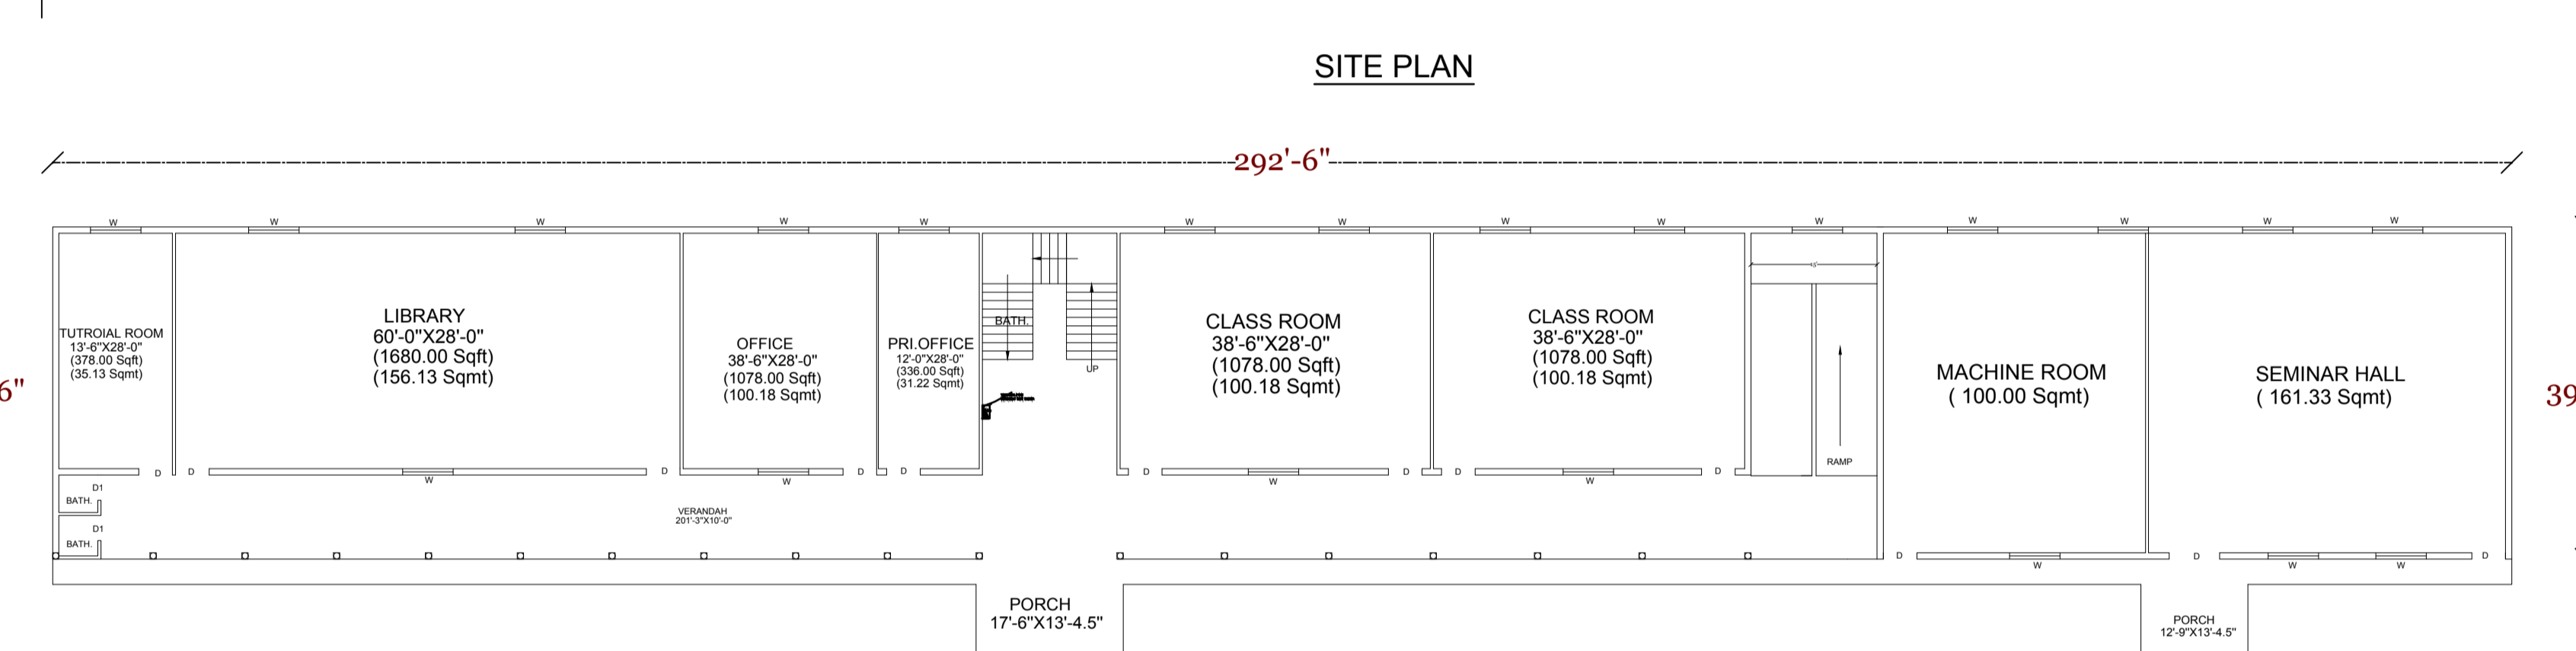 SITE PLAN
292'-6"
W
W
W
W
W
W
W
W
W
W
W
W
W
W
TUTROIAL ROOM
13'-6"X28'-0"
(378.00 Sqft)
(35.13 Sqmt)
LIBRARY
60'-0"X28'-0"
(1680.00 Sqft)
(156.13 Sqmt)
OFFICE
38'-6"X28'-0"
(1078.00 Sqft)
(100.18 Sqmt)
PRI.OFFICE
12'-0"X28'-0"
(336.00 Sqft)
(31.22 Sqmt)
BATH.
UP
CLASS ROOM
38'-6"X28'-0"
(1078.00 Sqft)
(100.18 Sqmt)
CLASS ROOM
38'-6"X28'-0"
(1078.00 Sqft)
(100.18 Sqmt)
RAMP
MACHINE ROOM
( 100.00 Sqmt)
SEMINAR HALL
( 161.33 Sqmt)
6"
39
D
D
D
D
D
D
D
D
D
W
W
W
W
D1
BATH.
D1
BATH.
VERANDAH
201'-3"X10'-0"
D
D
D
W
W
W
PORCH
17'-6"X13'-4.5"
PORCH
12'-9"X13'-4.5"